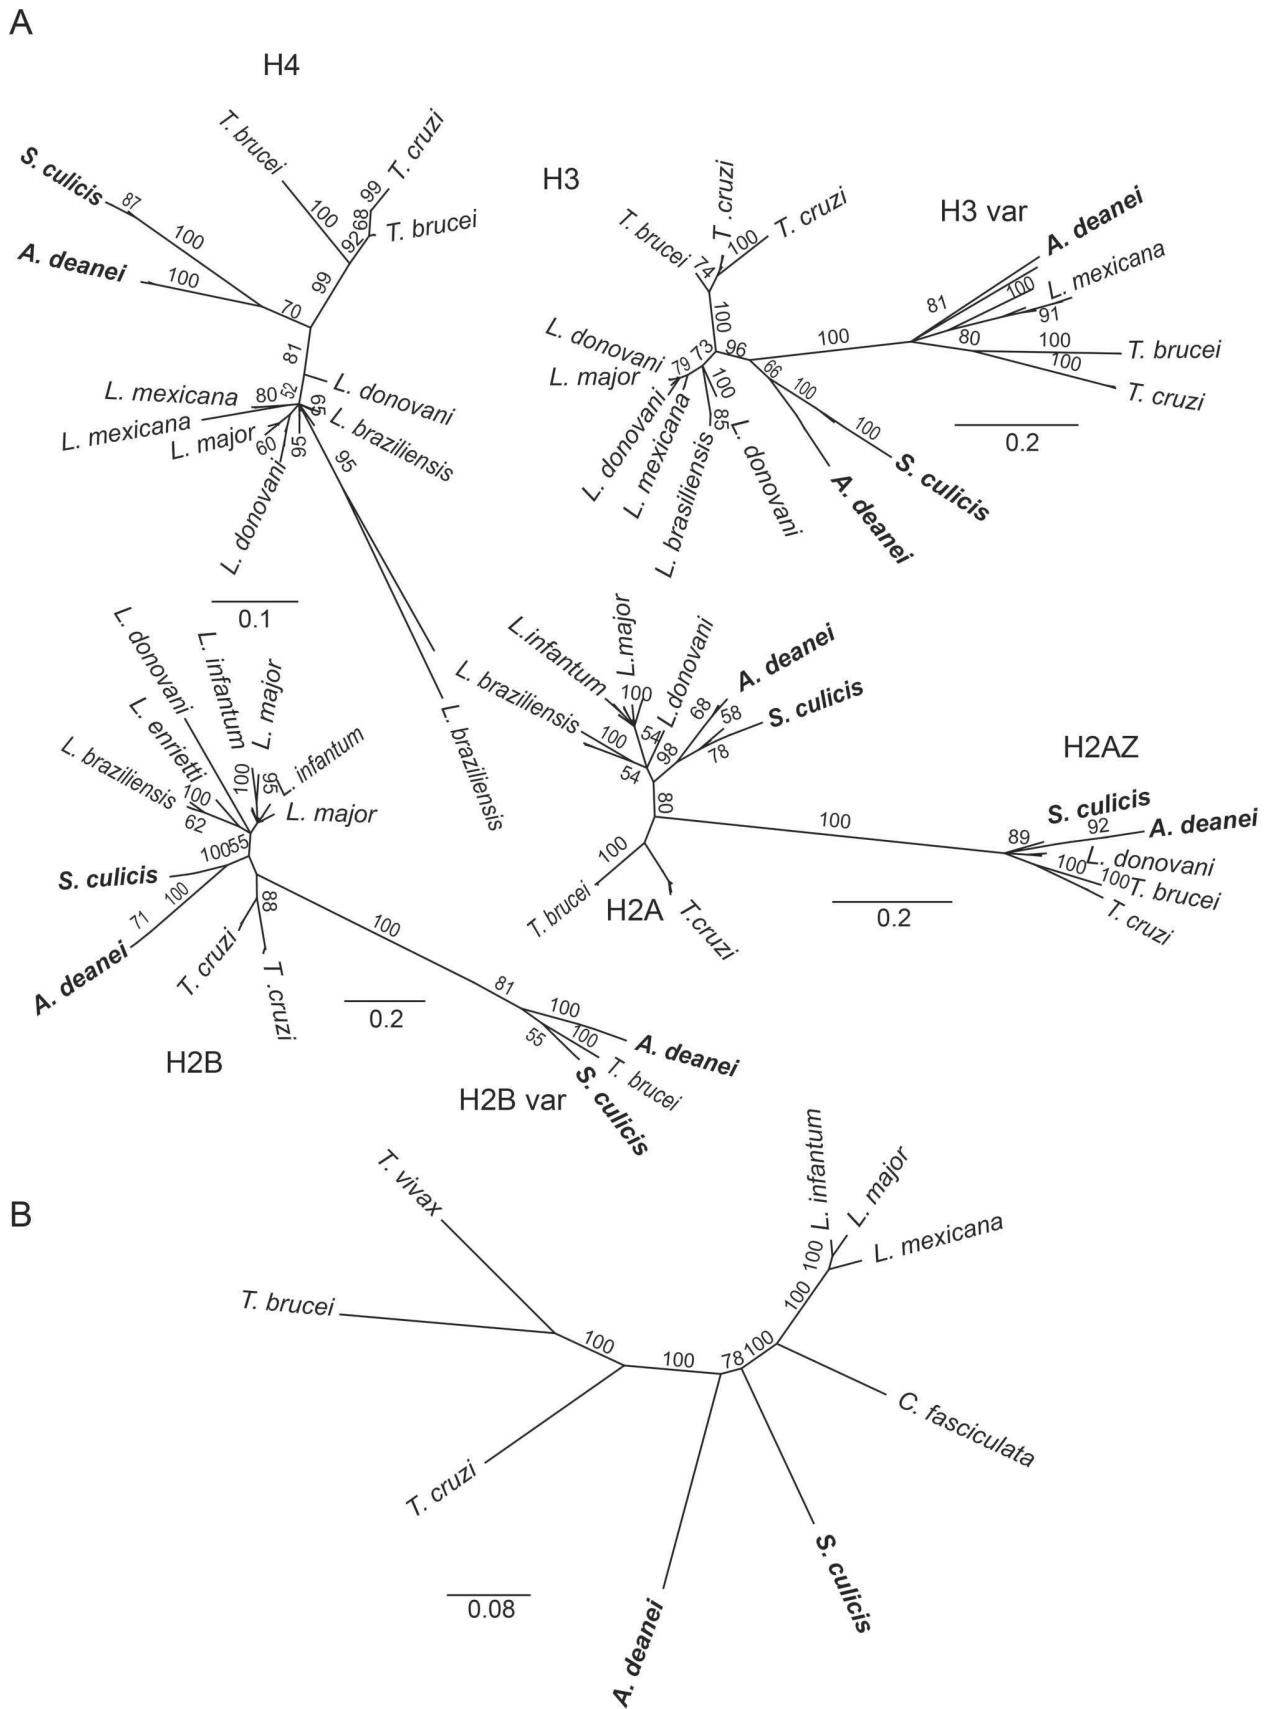 A
H4
T. brucei
T. cruzi
99
68
92
100
T. brucei
S. culicis
87
100
A. deanei
100
70
99
81
L. donovani
L. mexicana
80
52
65
L. mexicana
L. braziliensis
L. major
60
95
95
L. donovani
0.1
L. braziliensis
L. braziliensis
H3
T. brucei
T .cruzi
T. cruzi
74
100
100
L. donovani
79
73
96
L. major
L. donovani
L. mexicana
L. brasiliensis
100
85
L. donovani
66
100
100
S. culicis
A. deanei
100
H3 var
A. deanei
81
100
L. mexicana
91
80
100
T. brucei
100
T. cruzi
0.2
L. donovani
L. infantum
L. major
L. enrietti
L. infantum
L. braziliensis
100
62
100
95
L. major
100
55
S. culicis
100
71
A. deanei
88
T. cruzi
T .cruzi
100
0.2
H2B
81
100
A. deanei
100
55
T. brucei
S. culicis
H2B var
L.infantum
L.major
L.donovani
L. braziliensis
100
54
100
54
98
68
A. deanei
58
S. culicis
78
80
100
T. brucei
T.cruzi
H2A
100
H2AZ
S. culicis
89
92
A. deanei
L. donovani
100
100
T. brucei
T. cruzi
0.2
B
T. vivax
T. brucei
100
T. cruzi
100
78
100
100
100
L. infantum
L. major
L. mexicana
C. fasciculata
S. culicis
A. deanei
0.08